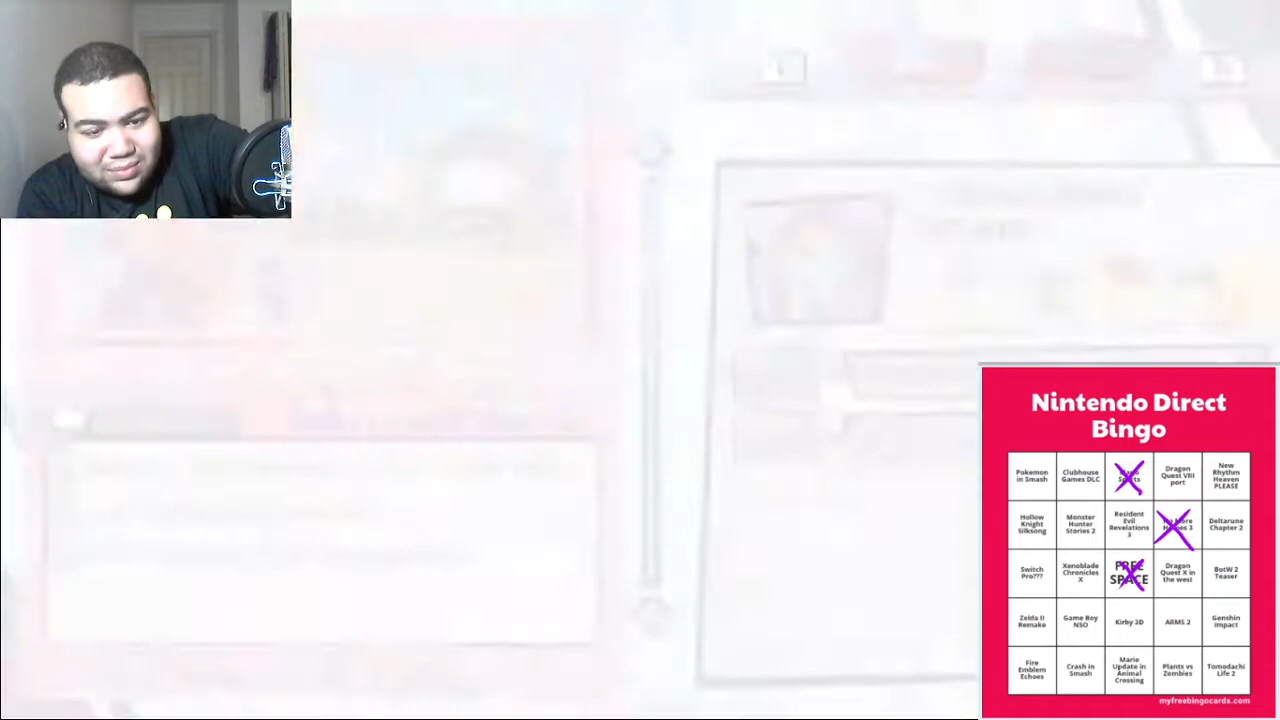 Nintendo Direct
Bingo
Pokemon
in Smash
Clubhouse
Games DLC
Dragon
Quest VIII
port
New
Rhythm
Heaven
PLEASE
Hollow
Knight
Silksong
Monster
Hunter
Stories 2
Resident
Evil
Revelations
3
Deltarune
Chapter 2
Switch
Pro???
Xenoblade
Chronicles
X
FREE
SPACE
Dragon
Quest X in
the west
BotW 2
Teaser
Zelda II
Remake
Game Boy
NSO
Kirby 3D
ARMS 2
Genshin
Impact
Fire
Emblem
Echoes
Crash in
Smash
Mario
Update in
Animal
Crossing
Plants vs
Zombies
Tomodachi
Life 2
myfreebingocards.com